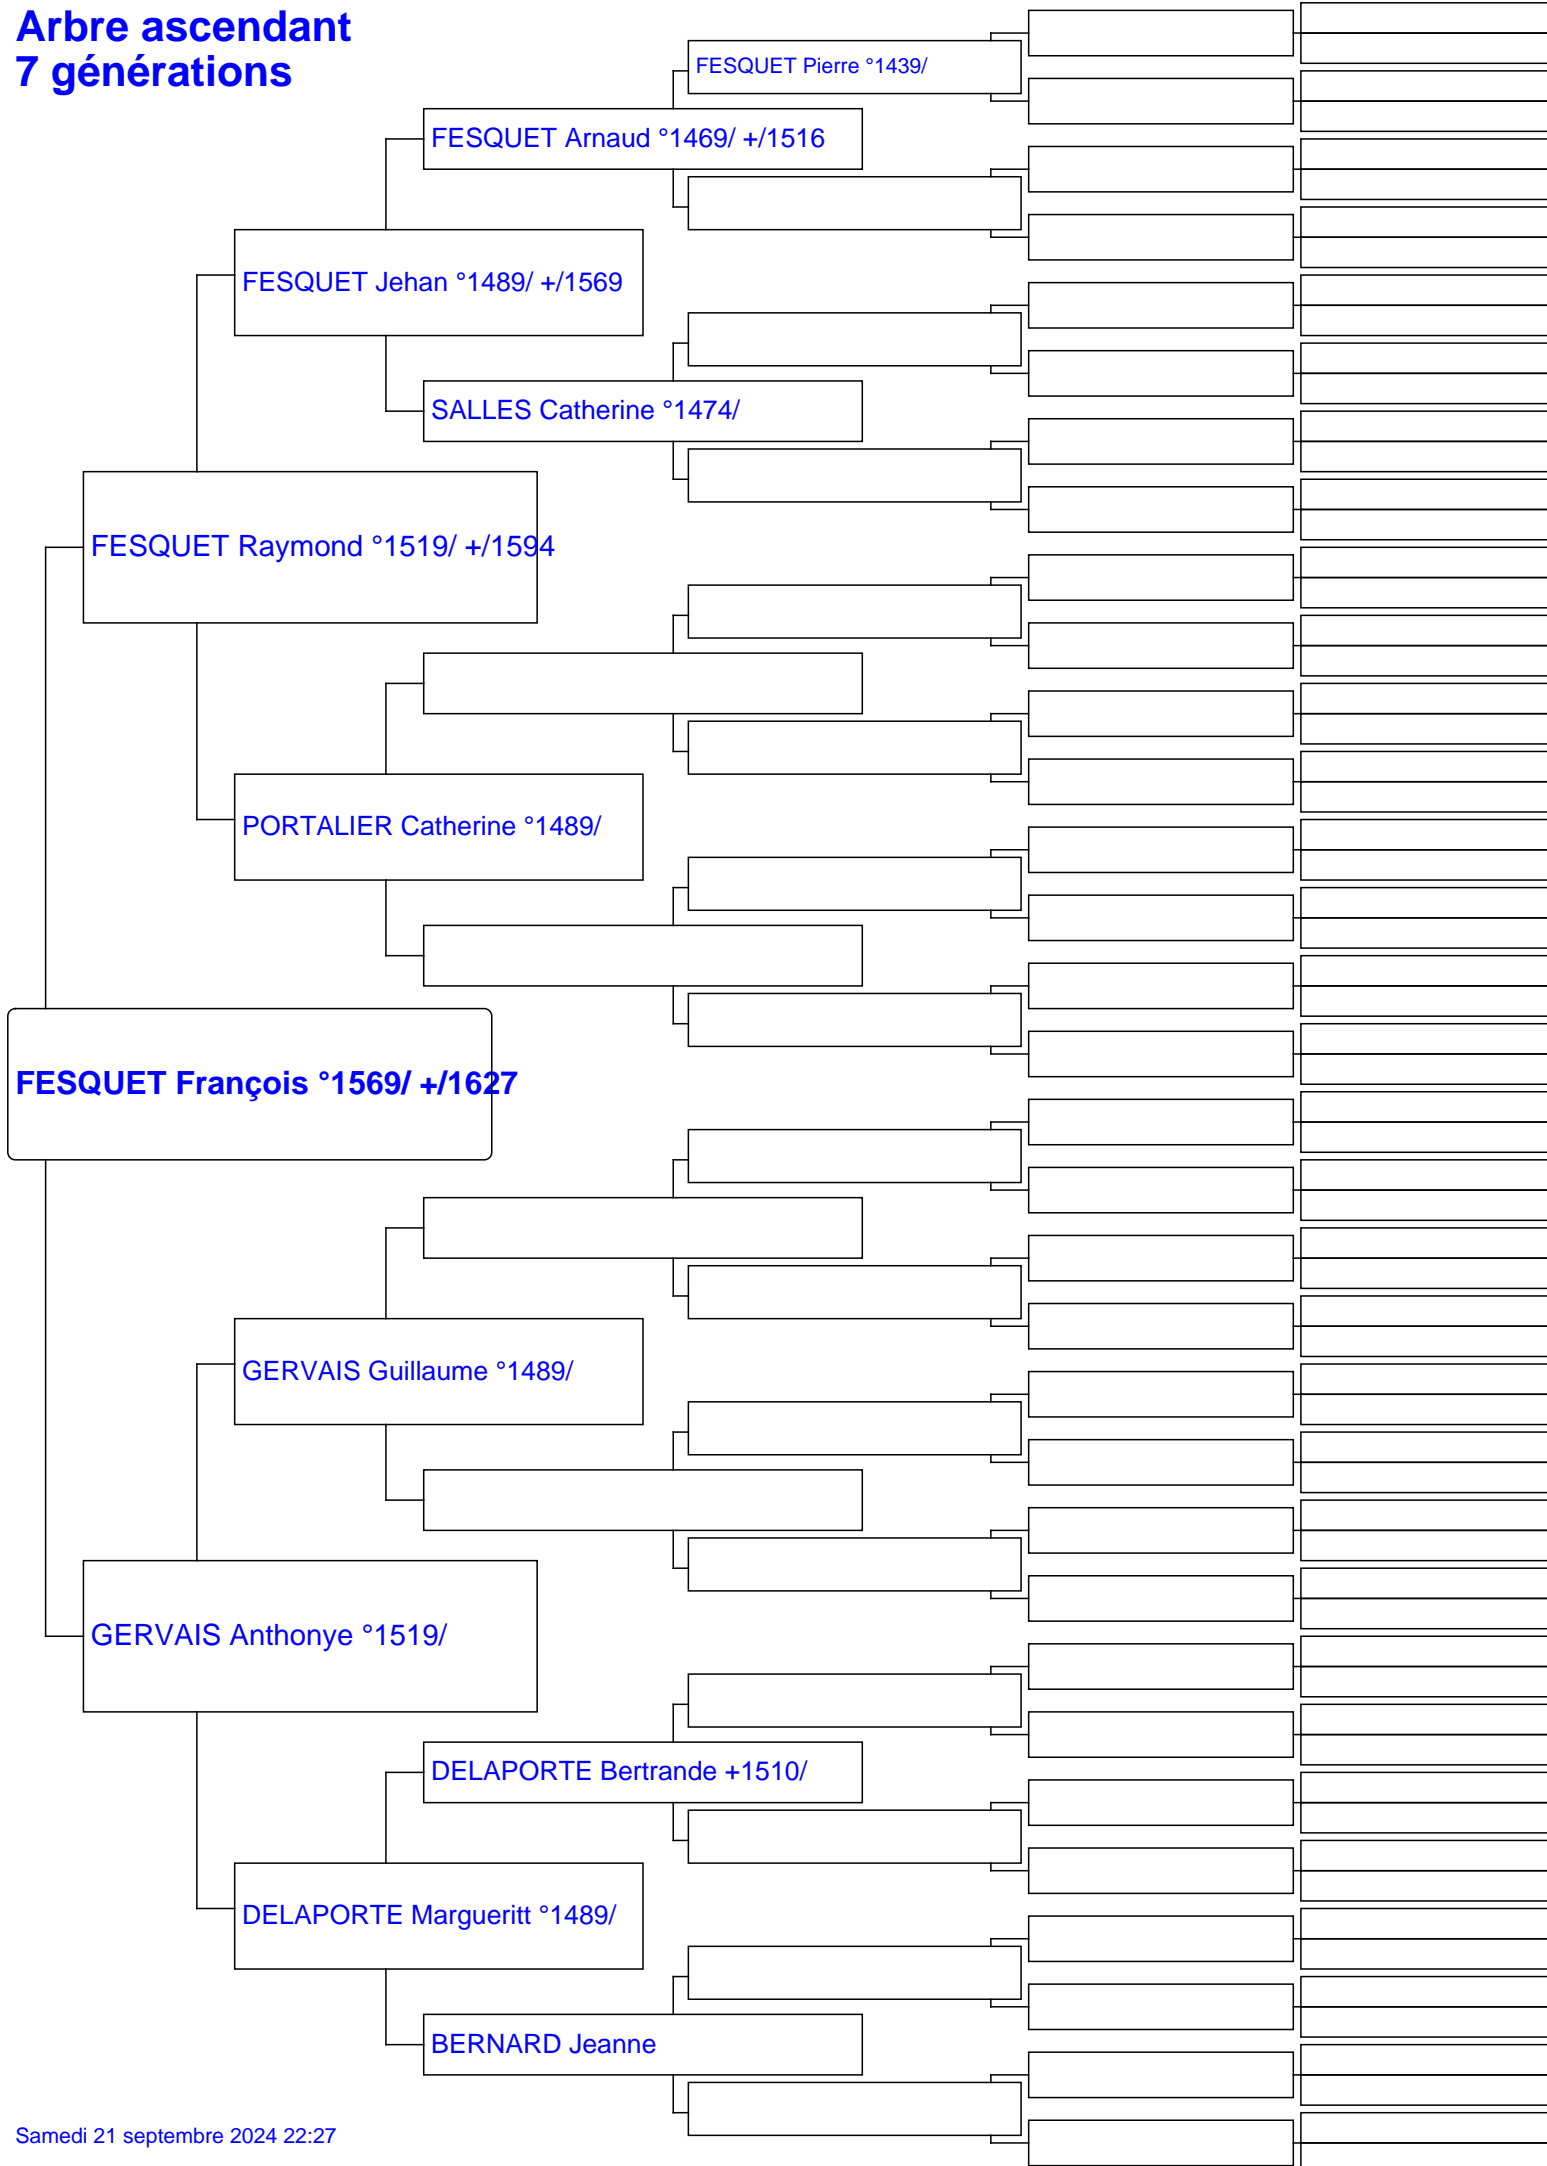 Arbre ascendant
7 générations
FESQUET Pierre °1439/
FESQUET Arnaud °1469/ +/1516
FESQUET Jehan °1489/ +/1569
SALLES Catherine °1474/
FESQUET Raymond °1519/ +/1594
PORTALIER Catherine °1489/
FESQUET François °1569/ +/1627
GERVAIS Guillaume °1489/
GERVAIS Anthonye °1519/
DELAPORTE Bertrande +1510/
DELAPORTE Margueritt °1489/
BERNARD Jeanne
Samedi 21 septembre 2024 22:27